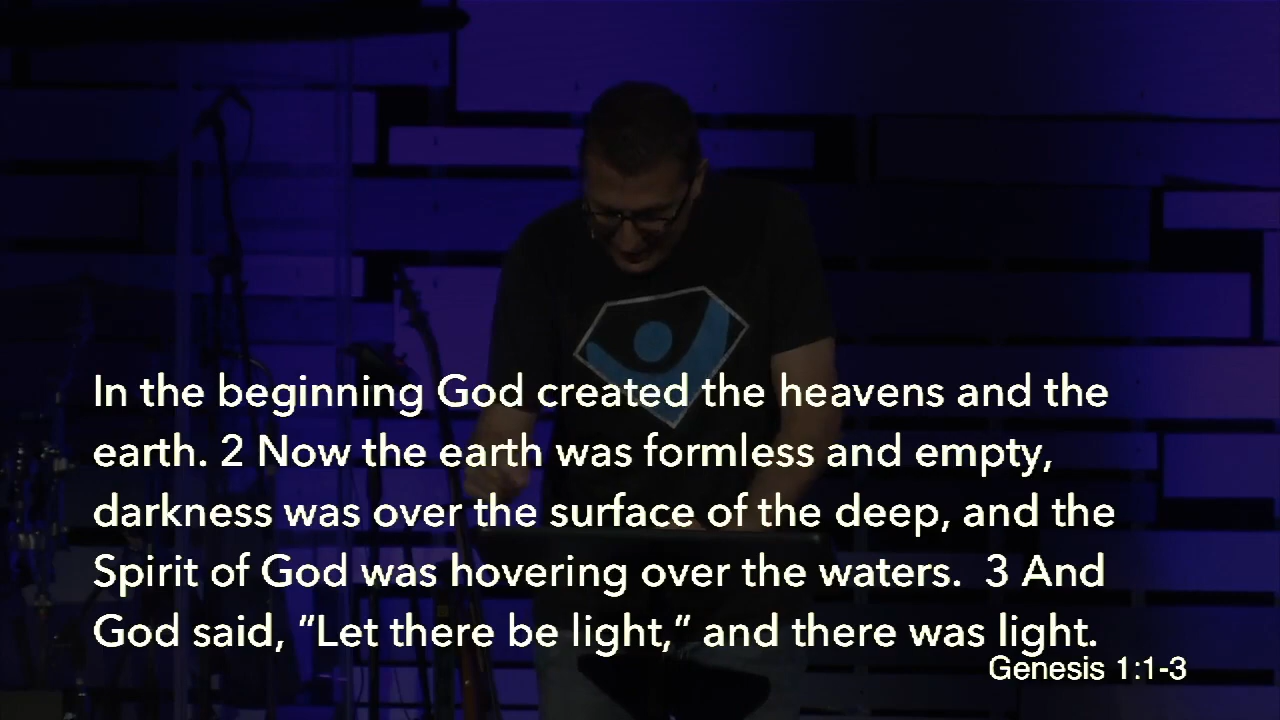 In the beginning God created the heavens and the
earth. 2 Now the earth was formless and empty,
darkness was over the surface of the deep, and the
Spirit of God was hovering over the waters.  3 And
God said, "Let there be light," and there was light.
Genesis 1:1-3